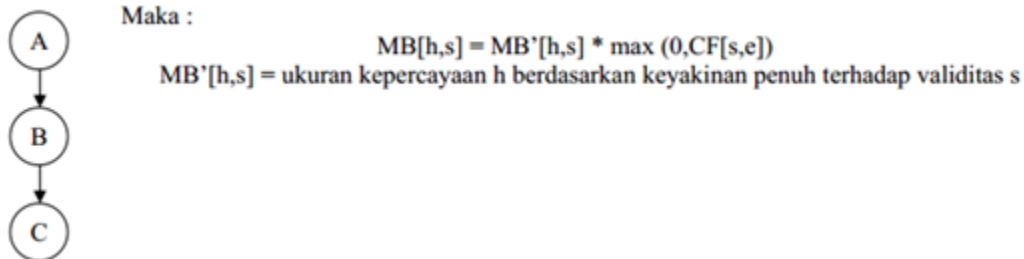 Maka :
MB[h,s] = MB’[h,s] * max (0,CF[s,e])
MB’[h,s] = ukuran kepercayaan h berdasarkan keyakinan penuh terhadap validitas s
A
B
C